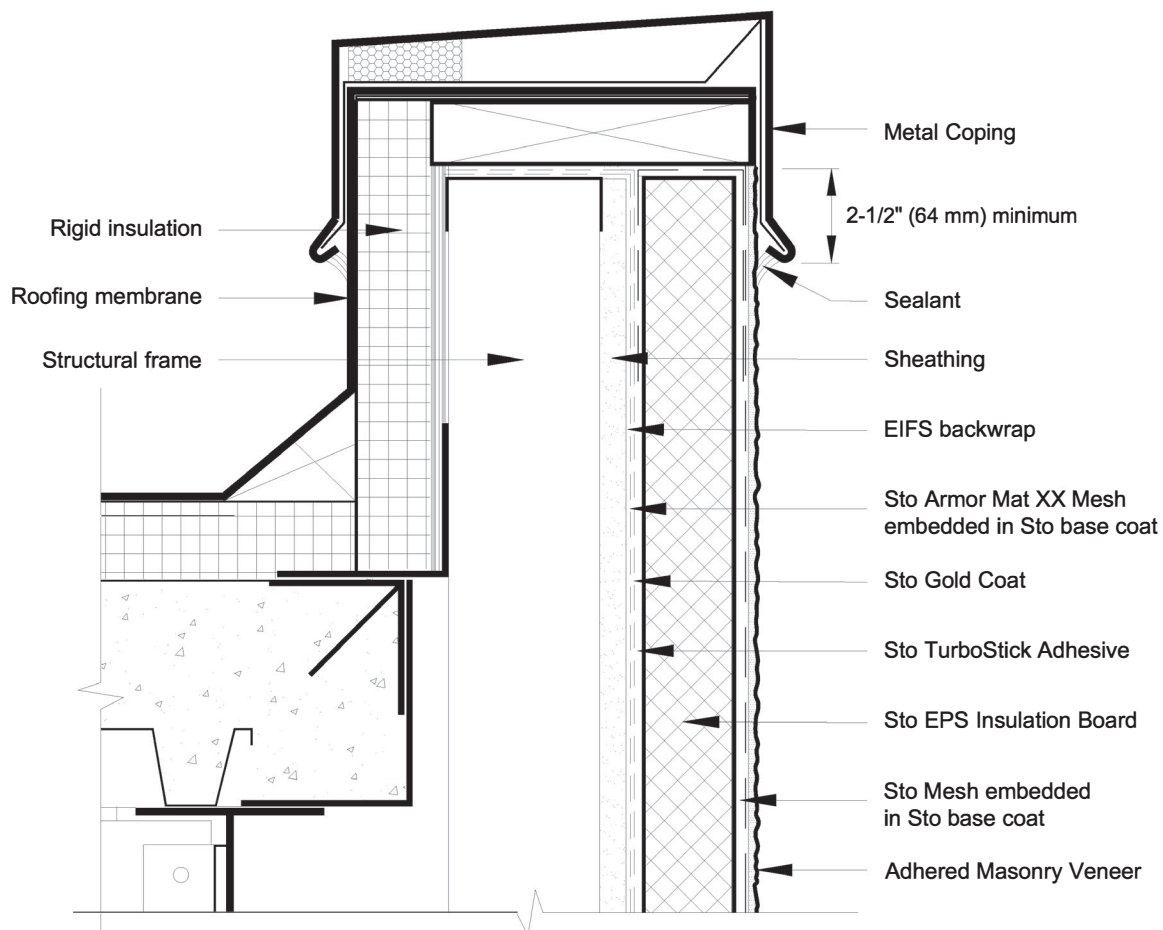 Metal Coping
2-1/2" (64 mm) minimum
Rigid insulation
Roofing membrane
Sealant
Structural frame
Sheathing
EIFS backwrap
Sto Armor Mat XX Mesh
embedded in Sto base coat
Sto Gold Coat
Sto TurboStick Adhesive
Sto EPS Insulation Board
Sto Mesh embedded
in Sto base coat
Adhered Masonry Veneer